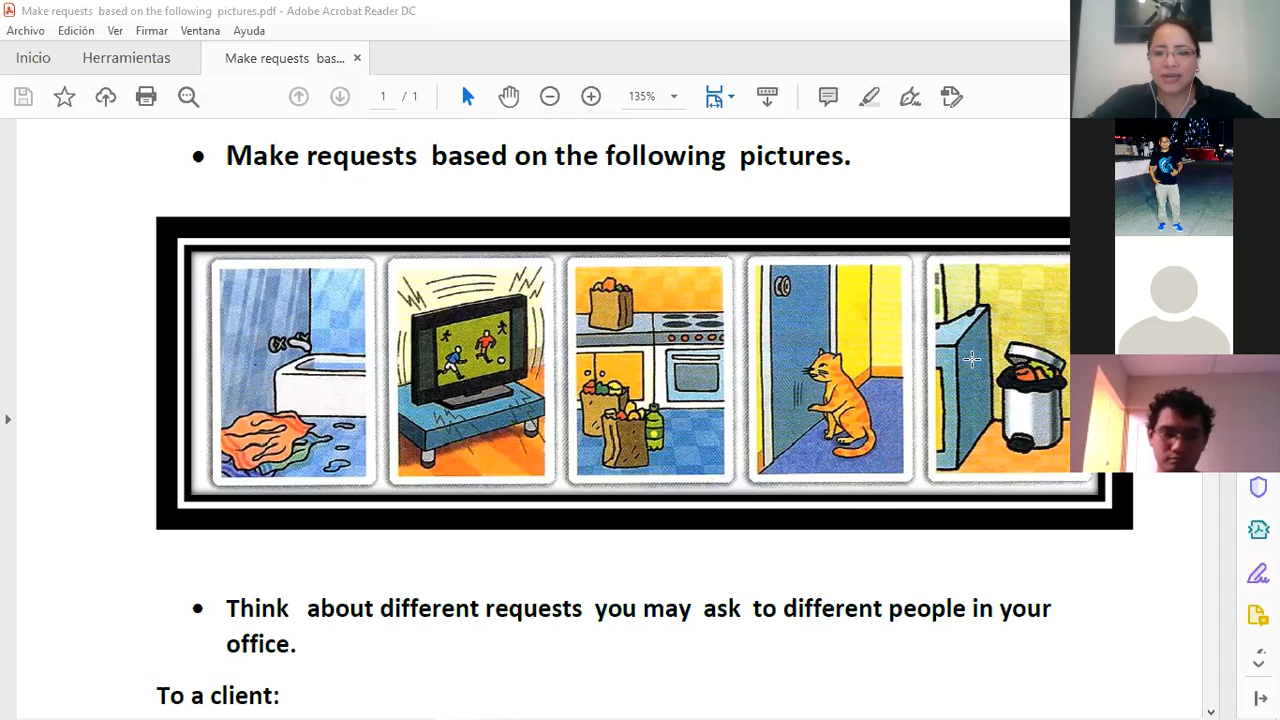 Make requests  based on the following  pictures.pdf - Adobe Acrobat Reader DC
Archivo Edición Ver Firmar Ventana Ayuda
Inicio Herramientas Make requests  bas... ×
1 / 1 135%
• Make requests  based on the following  pictures.
• Think   about different requests  you may  ask  to different people in your
office.
To a client: